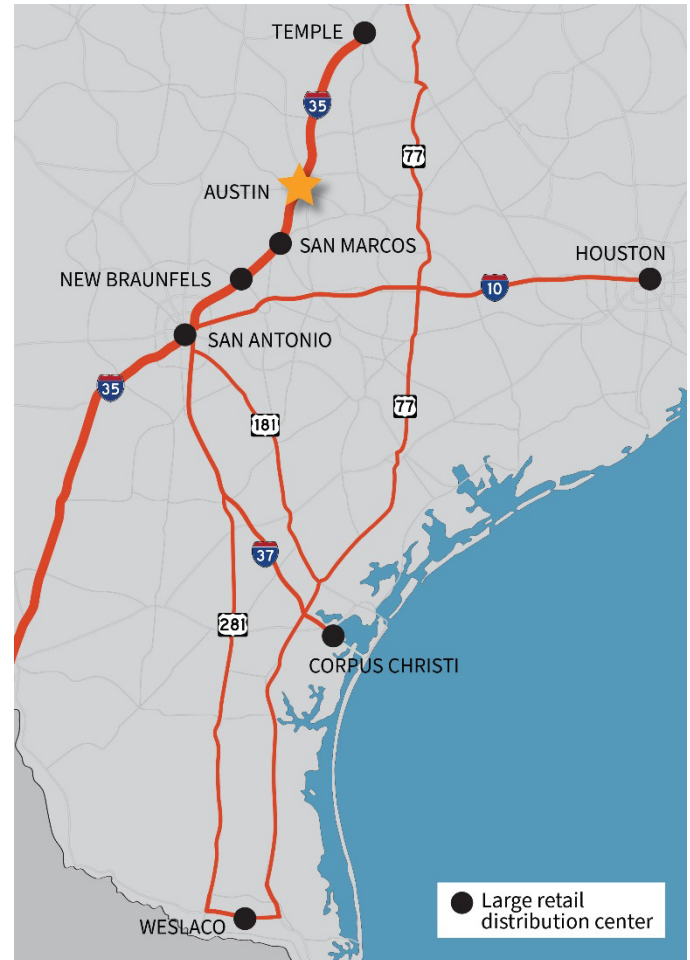 TEMPLE
35
77
AUSTIN
SAN MARCOS
HOUSTON
NEW BRAUNFELS
10
SAN ANTONIO
35
77
181
37
281
CORPUS CHRISTI
WESLACO
Large retail
distribution center